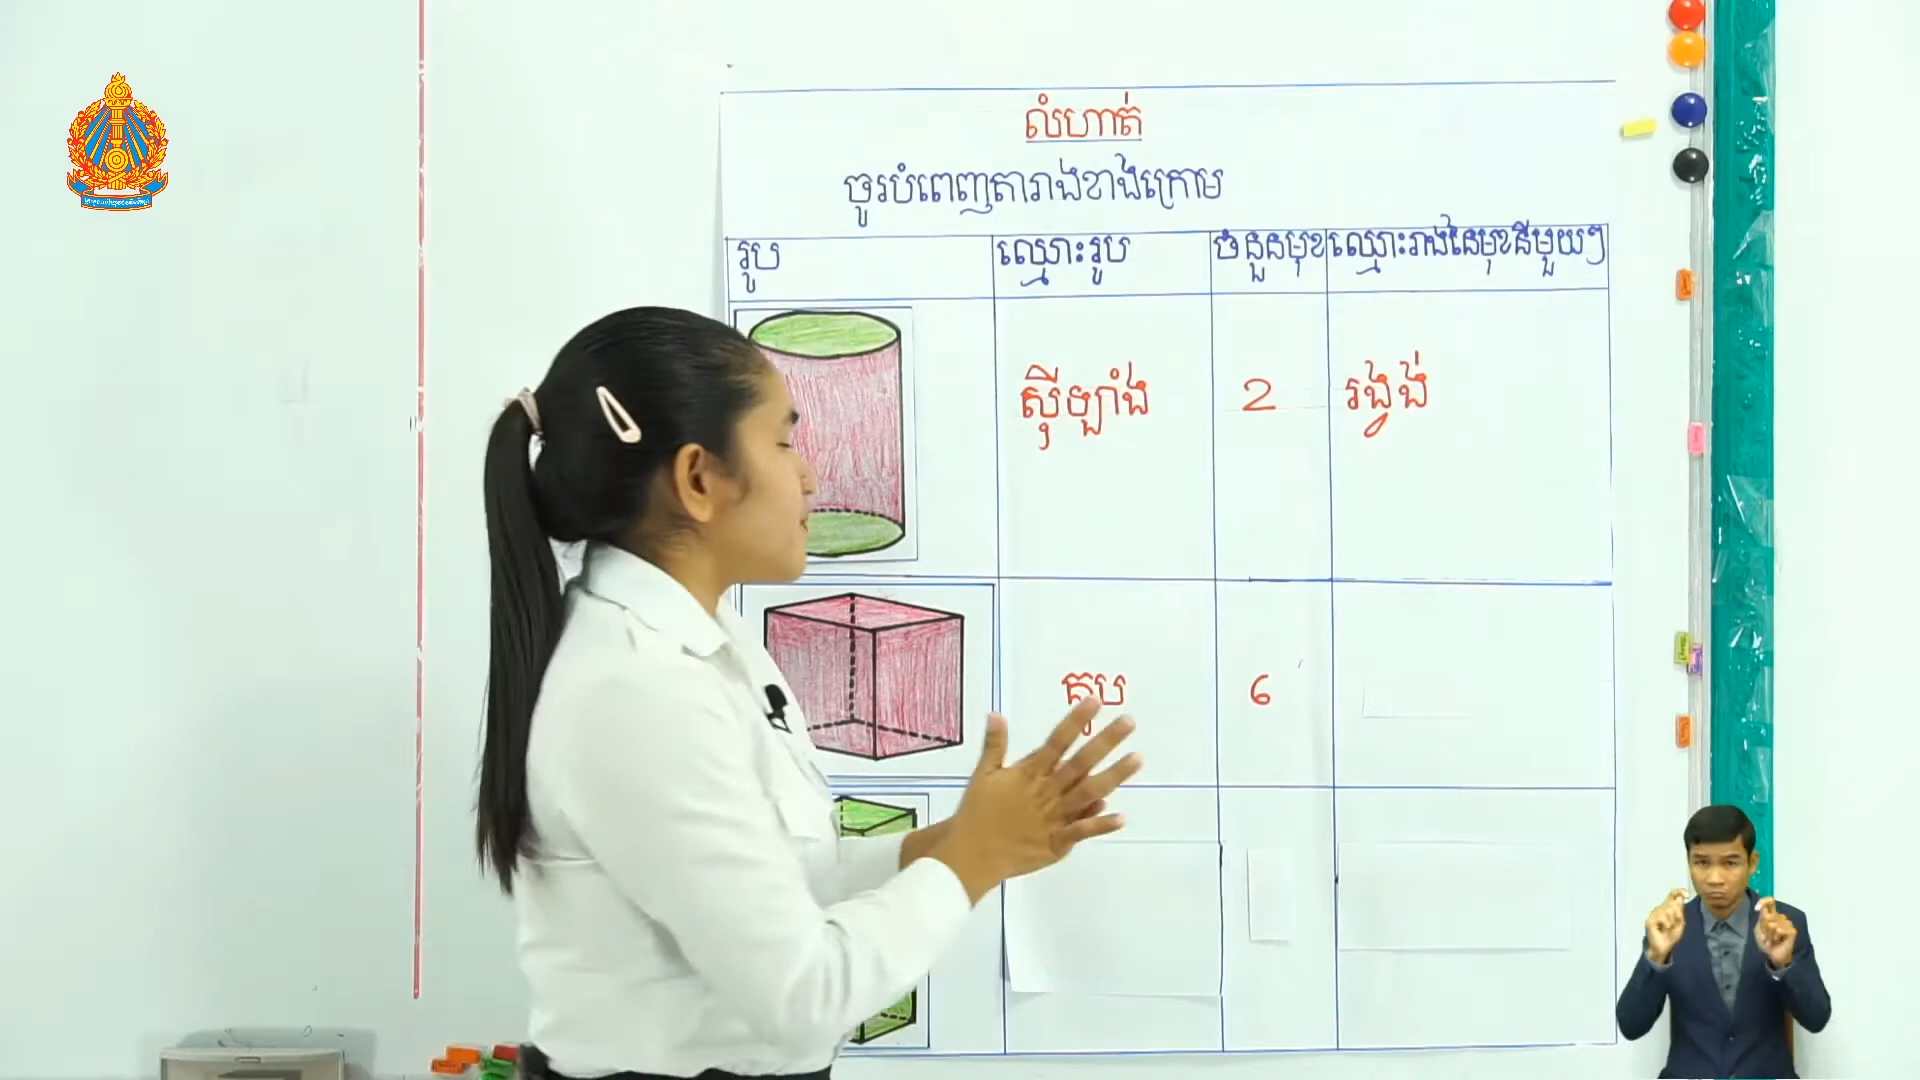 លំហាត់
ចូរបំពេញតារាងខាងក្រោម
រូប ឈ្មោះរូប ចំនួនមុខ ឈ្មោះរាងនៃមុខនីមួយៗ
ស៊ីឡាំង 2 រង្វង់
គូប 6